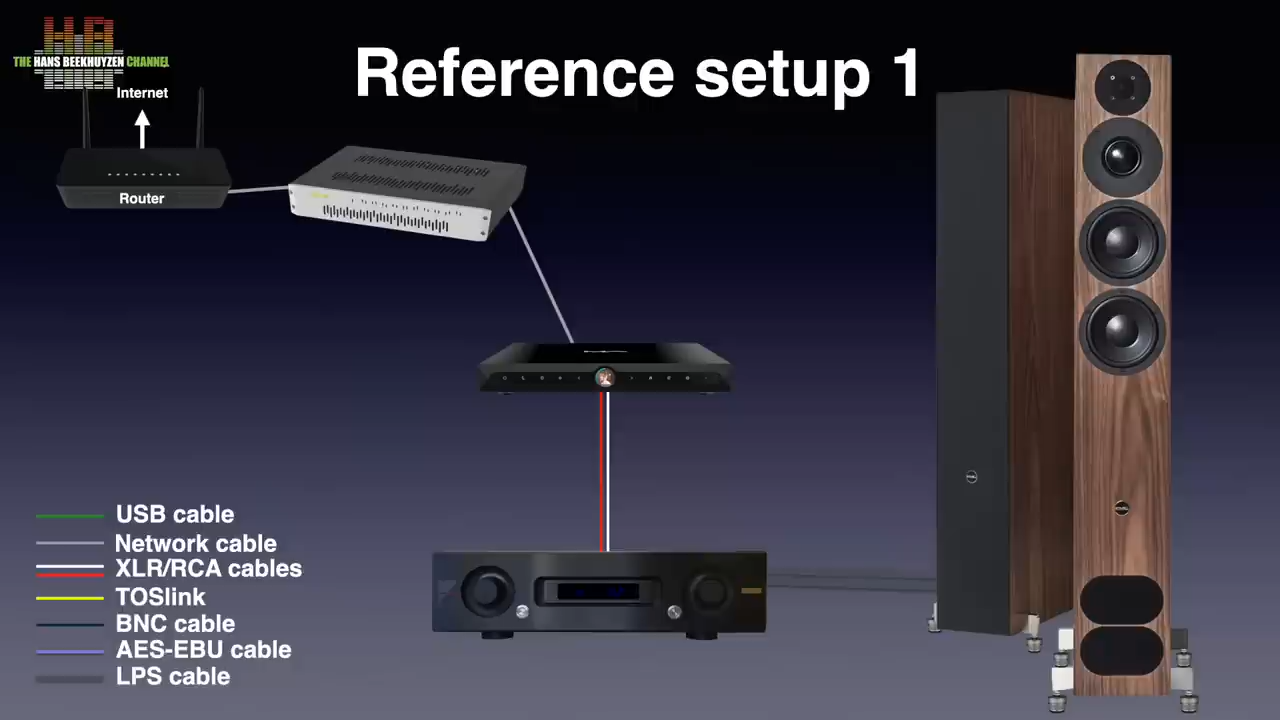 THE HANS BEEKHUYZEN CHANNEL
Reference setup 1
Internet
Router
USB cable
Network cable
XLR/RCA cables
TOSlink
BNC cable
AES-EBU cable
LPS cable